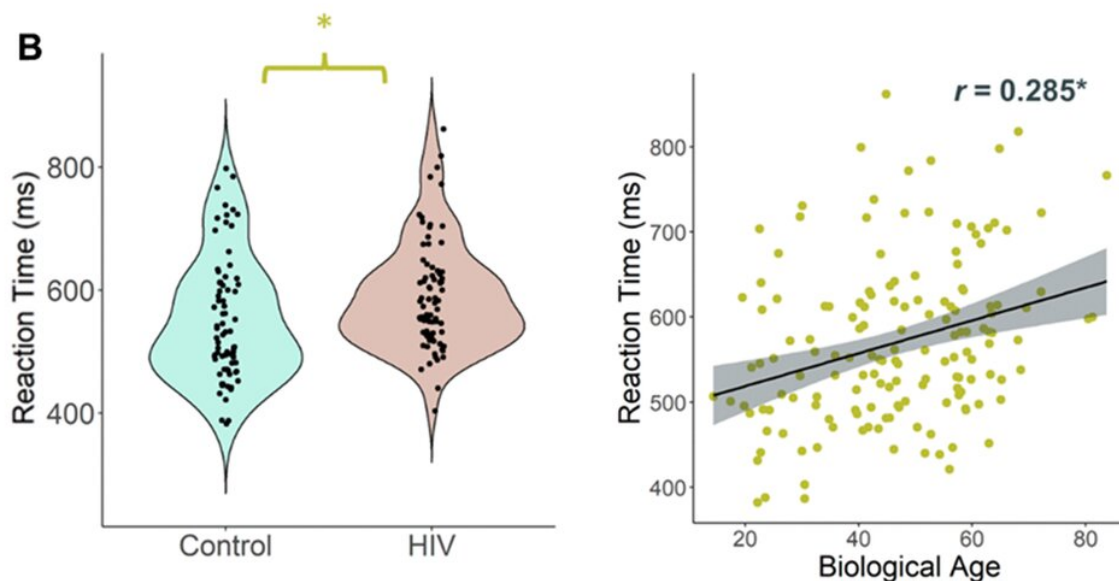 B
*
Reaction Time (ms)
800
600
400
Control HIV
r = 0.285*
Reaction Time (ms)
800
700
600
500
400
20 40 60 80
Biological Age